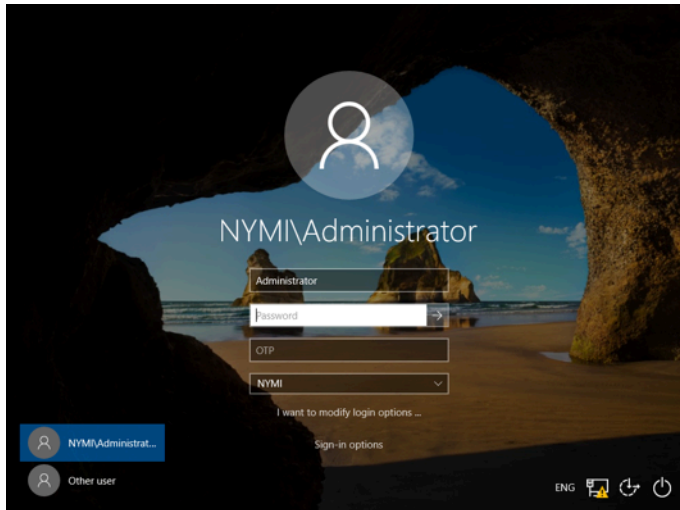 NYMI\Administrator
Administrator
Password
OTP
NYMI
I want to modify login options ...
Sign-in options
NYMI\Administrat...
Other user
ENG